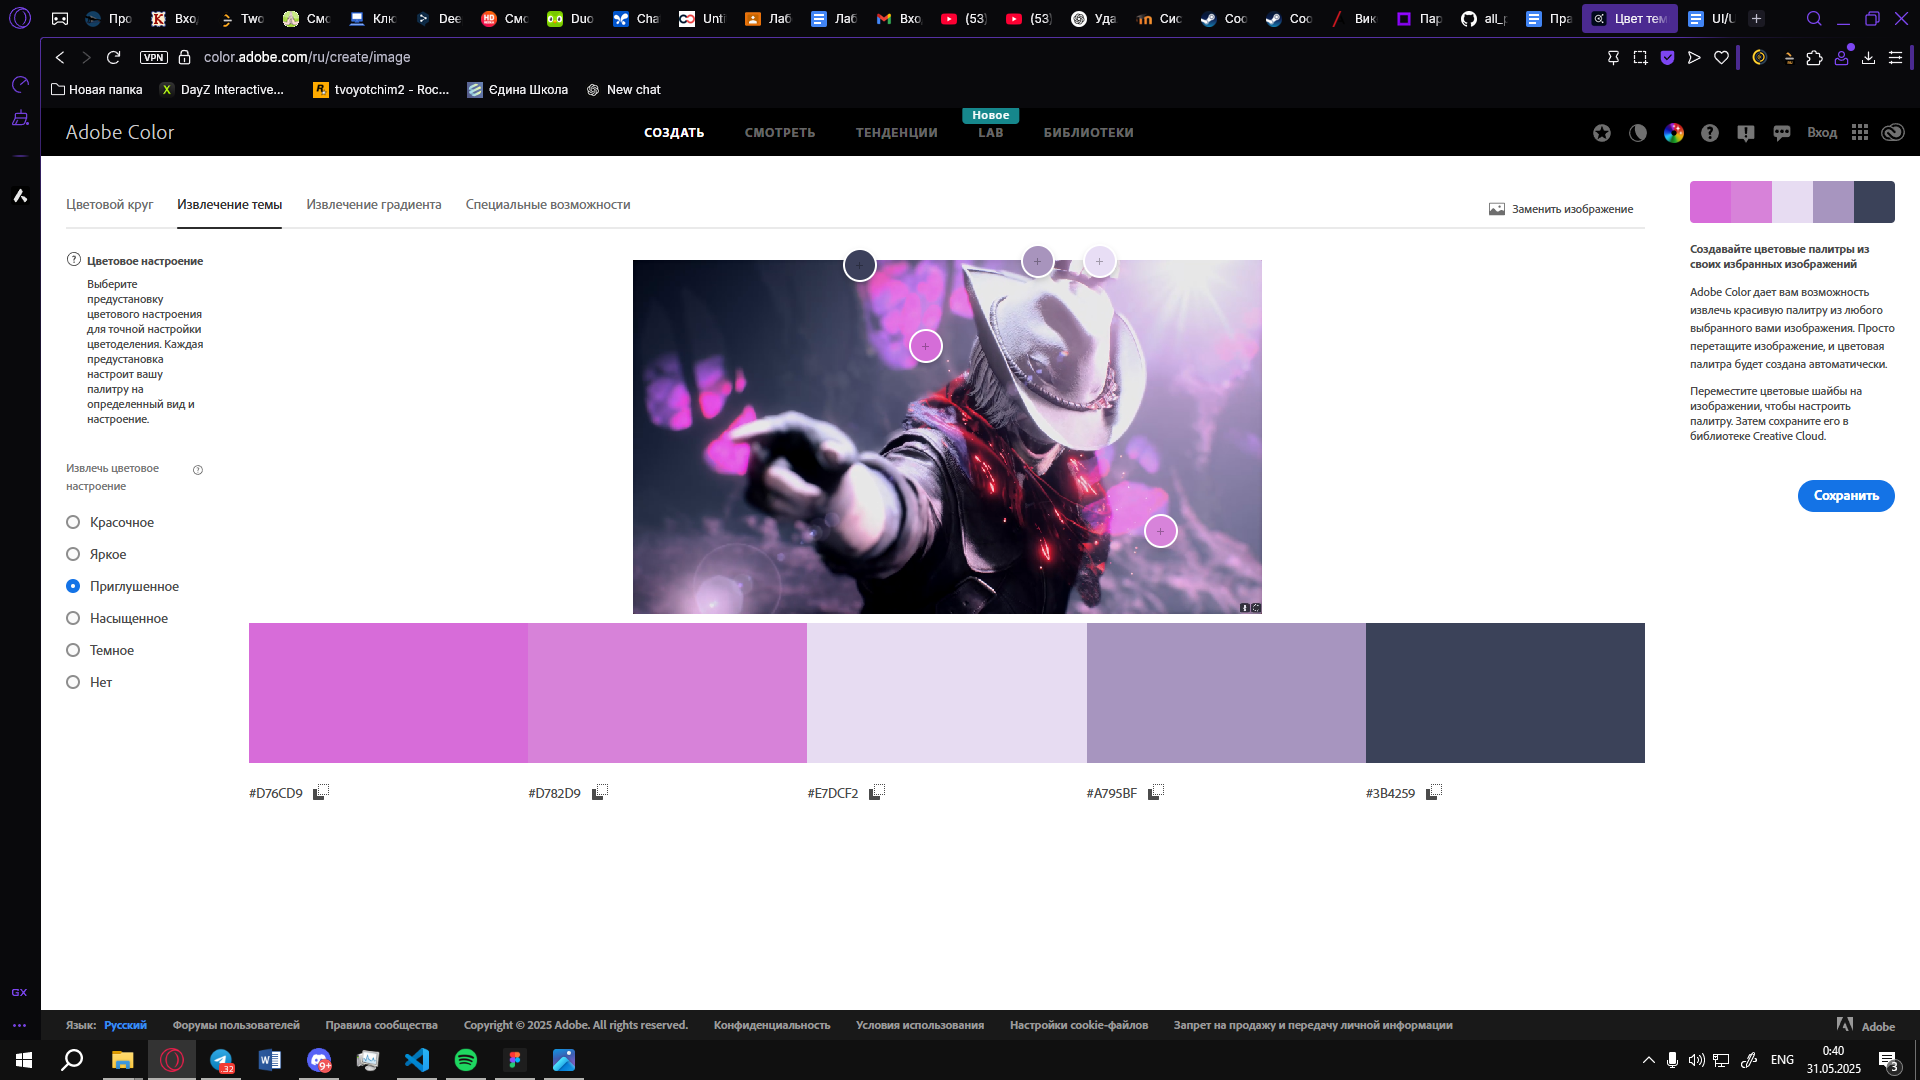 Про
Вхо
Two
Смо
Клю
Dee
Смо
Duo
Cha
Unti
Лаб
Лаб
Вхо
(53)
(53)
Уда
Сис
Соо
Соо
Вик
Пар
all_p
Пра
Цвет тем
UI/U
VPN
color.adobe.com/ru/create/image
Новая папка
DayZ Interactive...
tvoyotchim2 - Roc...
Єдина Школа
New chat
Adobe Color
СОЗДАТЬ
СМОТРЕТЬ
ТЕНДЕНЦИИ
Новое
LAB
БИБЛИОТЕКИ
Вход
Цветовой круг
Извлечение темы
Извлечение градиента
Специальные возможности
Заменить изображение
Цветовое настроение
Выберите
предустановку
цветового настроения
для точной настройки
цветоделения. Каждая
предустановка
настроит вашу
палитру на
определенный вид и
настроение.
Извлечь цветовое
настроение
Красочное
Яркое
Приглушенное
Насыщенное
Темное
Нет
#D76CD9
#D782D9
#E7DCF2
#A795BF
#3B4259
Создавайте цветовые палитры из
своих избранных изображений
Adobe Color дает вам возможность
извлечь красивую палитру из любого
выбранного вами изображения. Просто
перетащите изображение, и цветовая
палитра будет создана автоматически.
Переместите цветовые шайбы на
изображении, чтобы настроить
палитру. Затем сохраните его в
библиотеке Creative Cloud.
Сохранить
GX
Язык: Русский
Форумы пользователей
Правила сообщества
Copyright © 2025 Adobe. All rights reserved.
Конфиденциальность
Условия использования
Настройки cookie-файлов
Запрет на продажу и передачу личной информации
Adobe
32
9+
ENG
0:40
31.05.2025
3